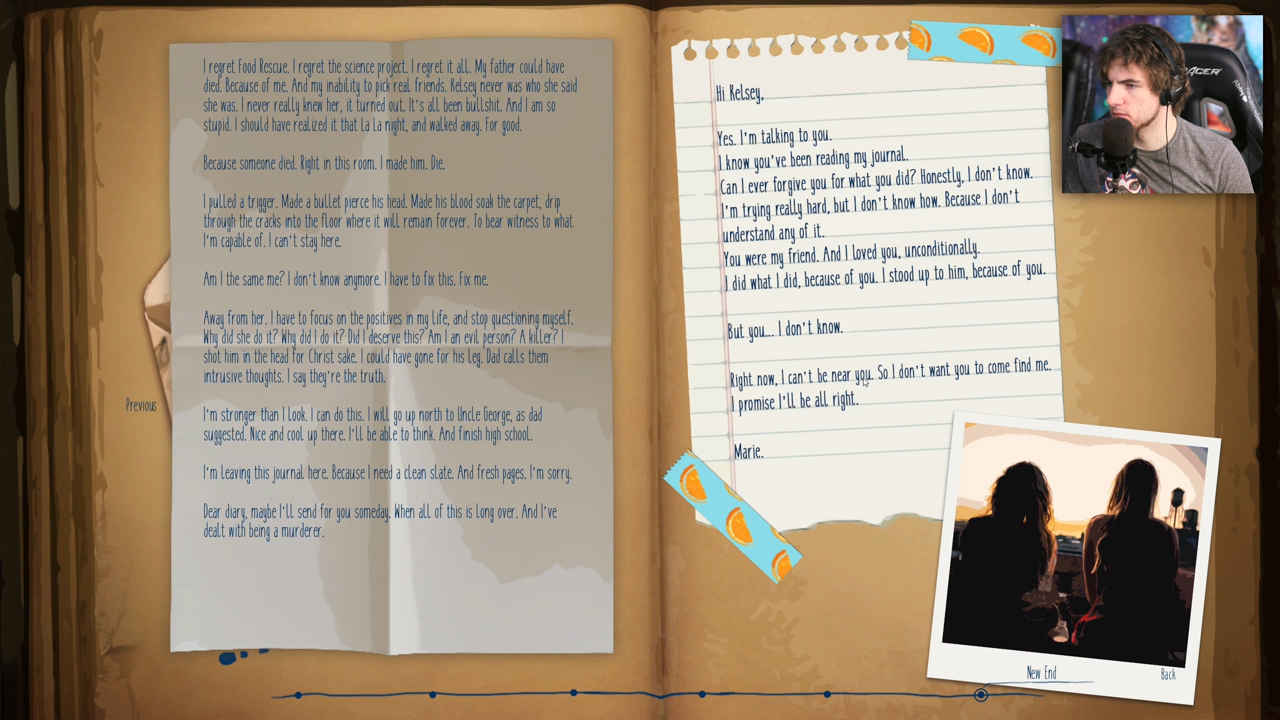 I regret Food Rescue. I regret the science project. I regret it all. My father could have
died. Because of me. And my inability to pick real friends. Kelsey never was who she said
she was. I never really knew her, it turned out. It's all been bullshit. And I am so
stupid. I should have realized it that La La night, and walked away. For good.
Because someone died. Right in this room. I made him. Die.
I pulled a trigger. Made a bullet pierce his head. Made his blood soak the carpet, drip
through the cracks into the floor where it will remain forever. To bear witness to what
I'm capable of. I can't stay here.
Am I the same me? I don't know anymore. I have to fix this. Fix me.
Away from her. I have to focus on the positives in my life, and stop questioning myself.
Why did she do it? Why did I do it? Did I deserve this? Am I an evil person? A killer? I
shot him in the head for Christ sake. I could have gone for his leg. Dad calls them
intrusive thoughts. I say they're the truth.
I'm stronger than I look. I can do this. I will go up north to Uncle George, as dad
suggested. Nice and cool up there. I'll be able to think. And finish high school.
I'm Leaving this journal here. Because I need a clean slate. And fresh pages. I'm sorry.
Dear diary, maybe I'll send for you someday. When all of this is long over. And I've
dealt with being a murderer.
Previous
Hi Kelsey,
Yes. I'm talking to you.
I know you've been reading my journal.
Can I ever forgive you for what you did? Honestly, I don't know.
I'm trying really hard, but I don't know how. Because I don't
understand any of it.
You were my friend. And I loved you, unconditionally.
I did what I did, because of you. I stood up to him, because of you.
But you... I don't know.
Right now, I can't be near you. So I don't want you to come find me.
I promise I'll be all right.
Marie.
New End
Back